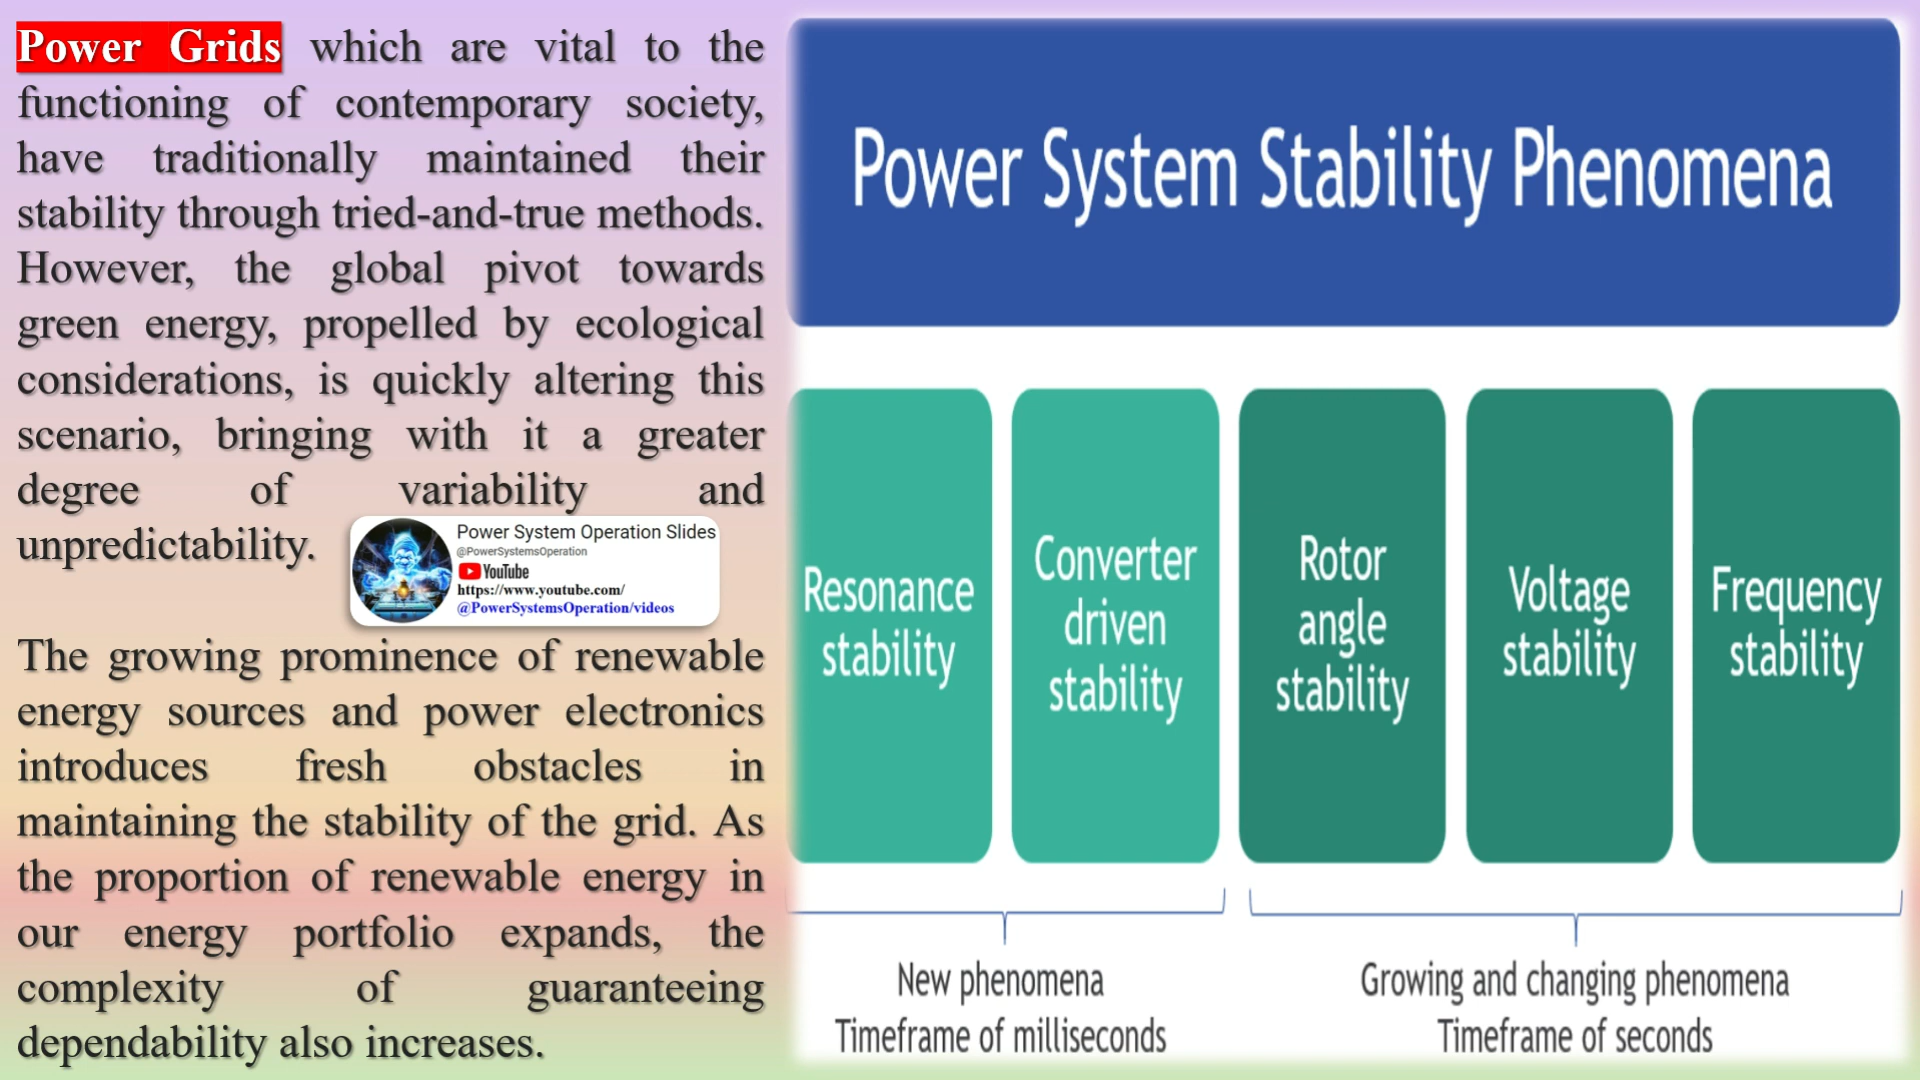 Power Grids which are vital to the
functioning of contemporary society,
have traditionally maintained their
stability through tried-and-true methods.
However, the global pivot towards
green energy, propelled by ecological
considerations, is quickly altering this
scenario, bringing with it a greater
degree of variability and
unpredictability.
Power System Operation Slides
@PowerSystemsOperation
YouTube
https://www.youtube.com/
@PowerSystemsOperation/videos
The growing prominence of renewable
energy sources and power electronics
introduces fresh obstacles in
maintaining the stability of the grid. As
the proportion of renewable energy in
our energy portfolio expands, the
complexity of guaranteeing
dependability also increases.
Power System Stability Phenomena
Resonance
stability
Converter
driven
stability
Rotor
angle
stability
Voltage
stability
Frequency
stability
New phenomena
Timeframe of milliseconds
Growing and changing phenomena
Timeframe of seconds